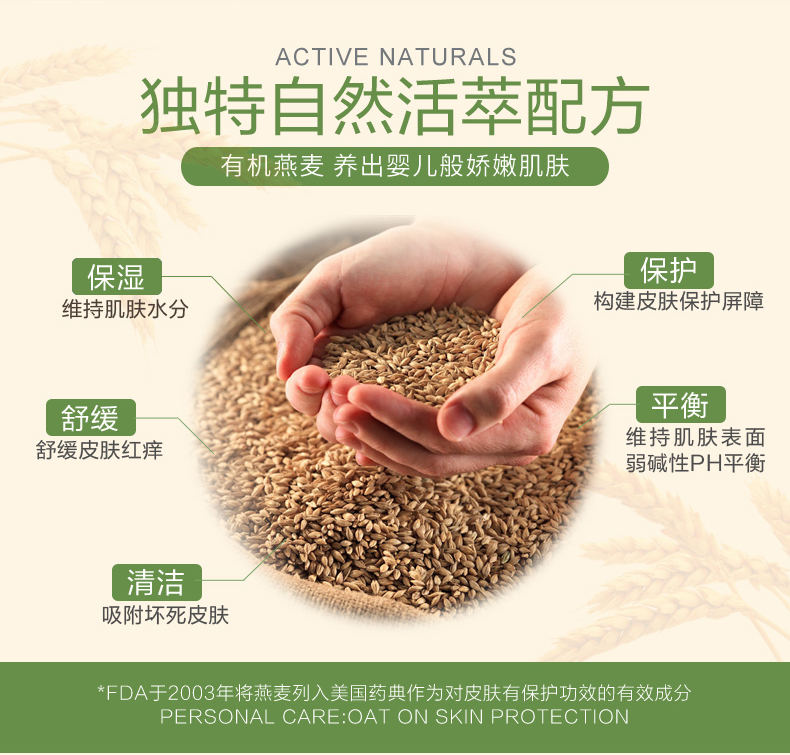 ACTIVE NATURALS
独特自然活萃配方
有机燕麦 养出婴儿般娇嫩肌肤
保湿
维持肌肤水分
保护
构建皮肤保护屏障
舒缓
舒缓皮肤红痒
平衡
维持肌肤表面
弱碱性PH平衡
清洁
吸附坏死皮肤
*FDA于2003年将燕麦列入美国药典作为对皮肤有保护功效的有效成分
PERSONAL CARE:OAT ON SKIN PROTECTION